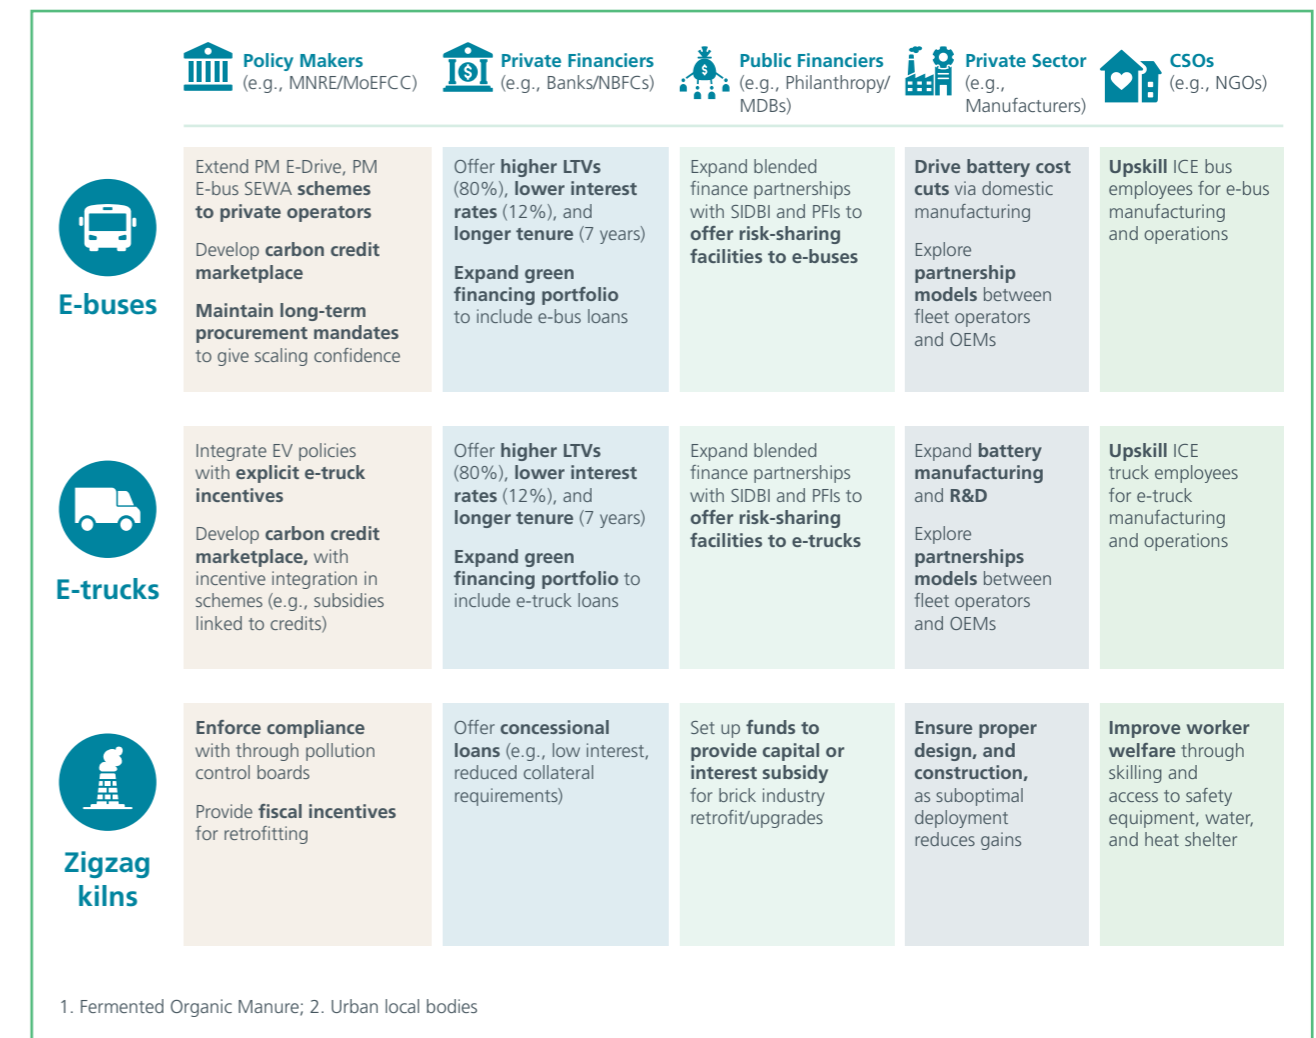 Policy Makers
(e.g., MNRE/MoEFCC)
Private Financiers
(e.g., Banks/NBFCs)
Public Financiers
(e.g., Philanthropy/
MDBs)
Private Sector
(e.g.,
Manufacturers)
CSOs
(e.g., NGOs)
E-buses
Extend PM E-Drive, PM
E-bus SEWA schemes
to private operators
Develop carbon credit
marketplace
Maintain long-term
procurement mandates
to give scaling confidence
Offer higher LTVs
(80%), lower interest
rates (12%), and
longer tenure (7 years)
Expand green
financing portfolio
to include e-bus loans
Expand blended
finance partnerships
with SIDBI and PFIs to
offer risk-sharing
facilities to e-buses
Drive battery cost
cuts via domestic
manufacturing
Explore
partnership
models between
fleet operators
and OEMs
Upskill ICE bus
employees for e-bus
manufacturing
and operations
E-trucks
Integrate EV policies
with explicit e-truck
incentives
Develop carbon credit
marketplace, with
incentive integration in
schemes (e.g., subsidies
linked to credits)
Offer higher LTVs
(80%), lower interest
rates (12%), and
longer tenure (7 years)
Expand green
financing portfolio to
include e-truck loans
Expand blended
finance partnerships
with SIDBI and PFIs to
offer risk-sharing
facilities to e-trucks
Expand battery
manufacturing
and R&D
Explore
partnerships
models between
fleet operators
and OEMs
Upskill ICE
truck employees
for e-truck
manufacturing
and operations
Zigzag
kilns
Enforce compliance
with through pollution
control boards
Provide fiscal incentives
for retrofitting
Offer concessional
loans (e.g., low interest,
reduced collateral
requirements)
Set up funds to
provide capital or
interest subsidy
for brick industry
retrofit/upgrades
Ensure proper
design, and
construction,
as suboptimal
deployment
reduces gains
Improve worker
welfare through
skilling and
access to safety
equipment, water,
and heat shelter
1. Fermented Organic Manure; 2. Urban local bodies